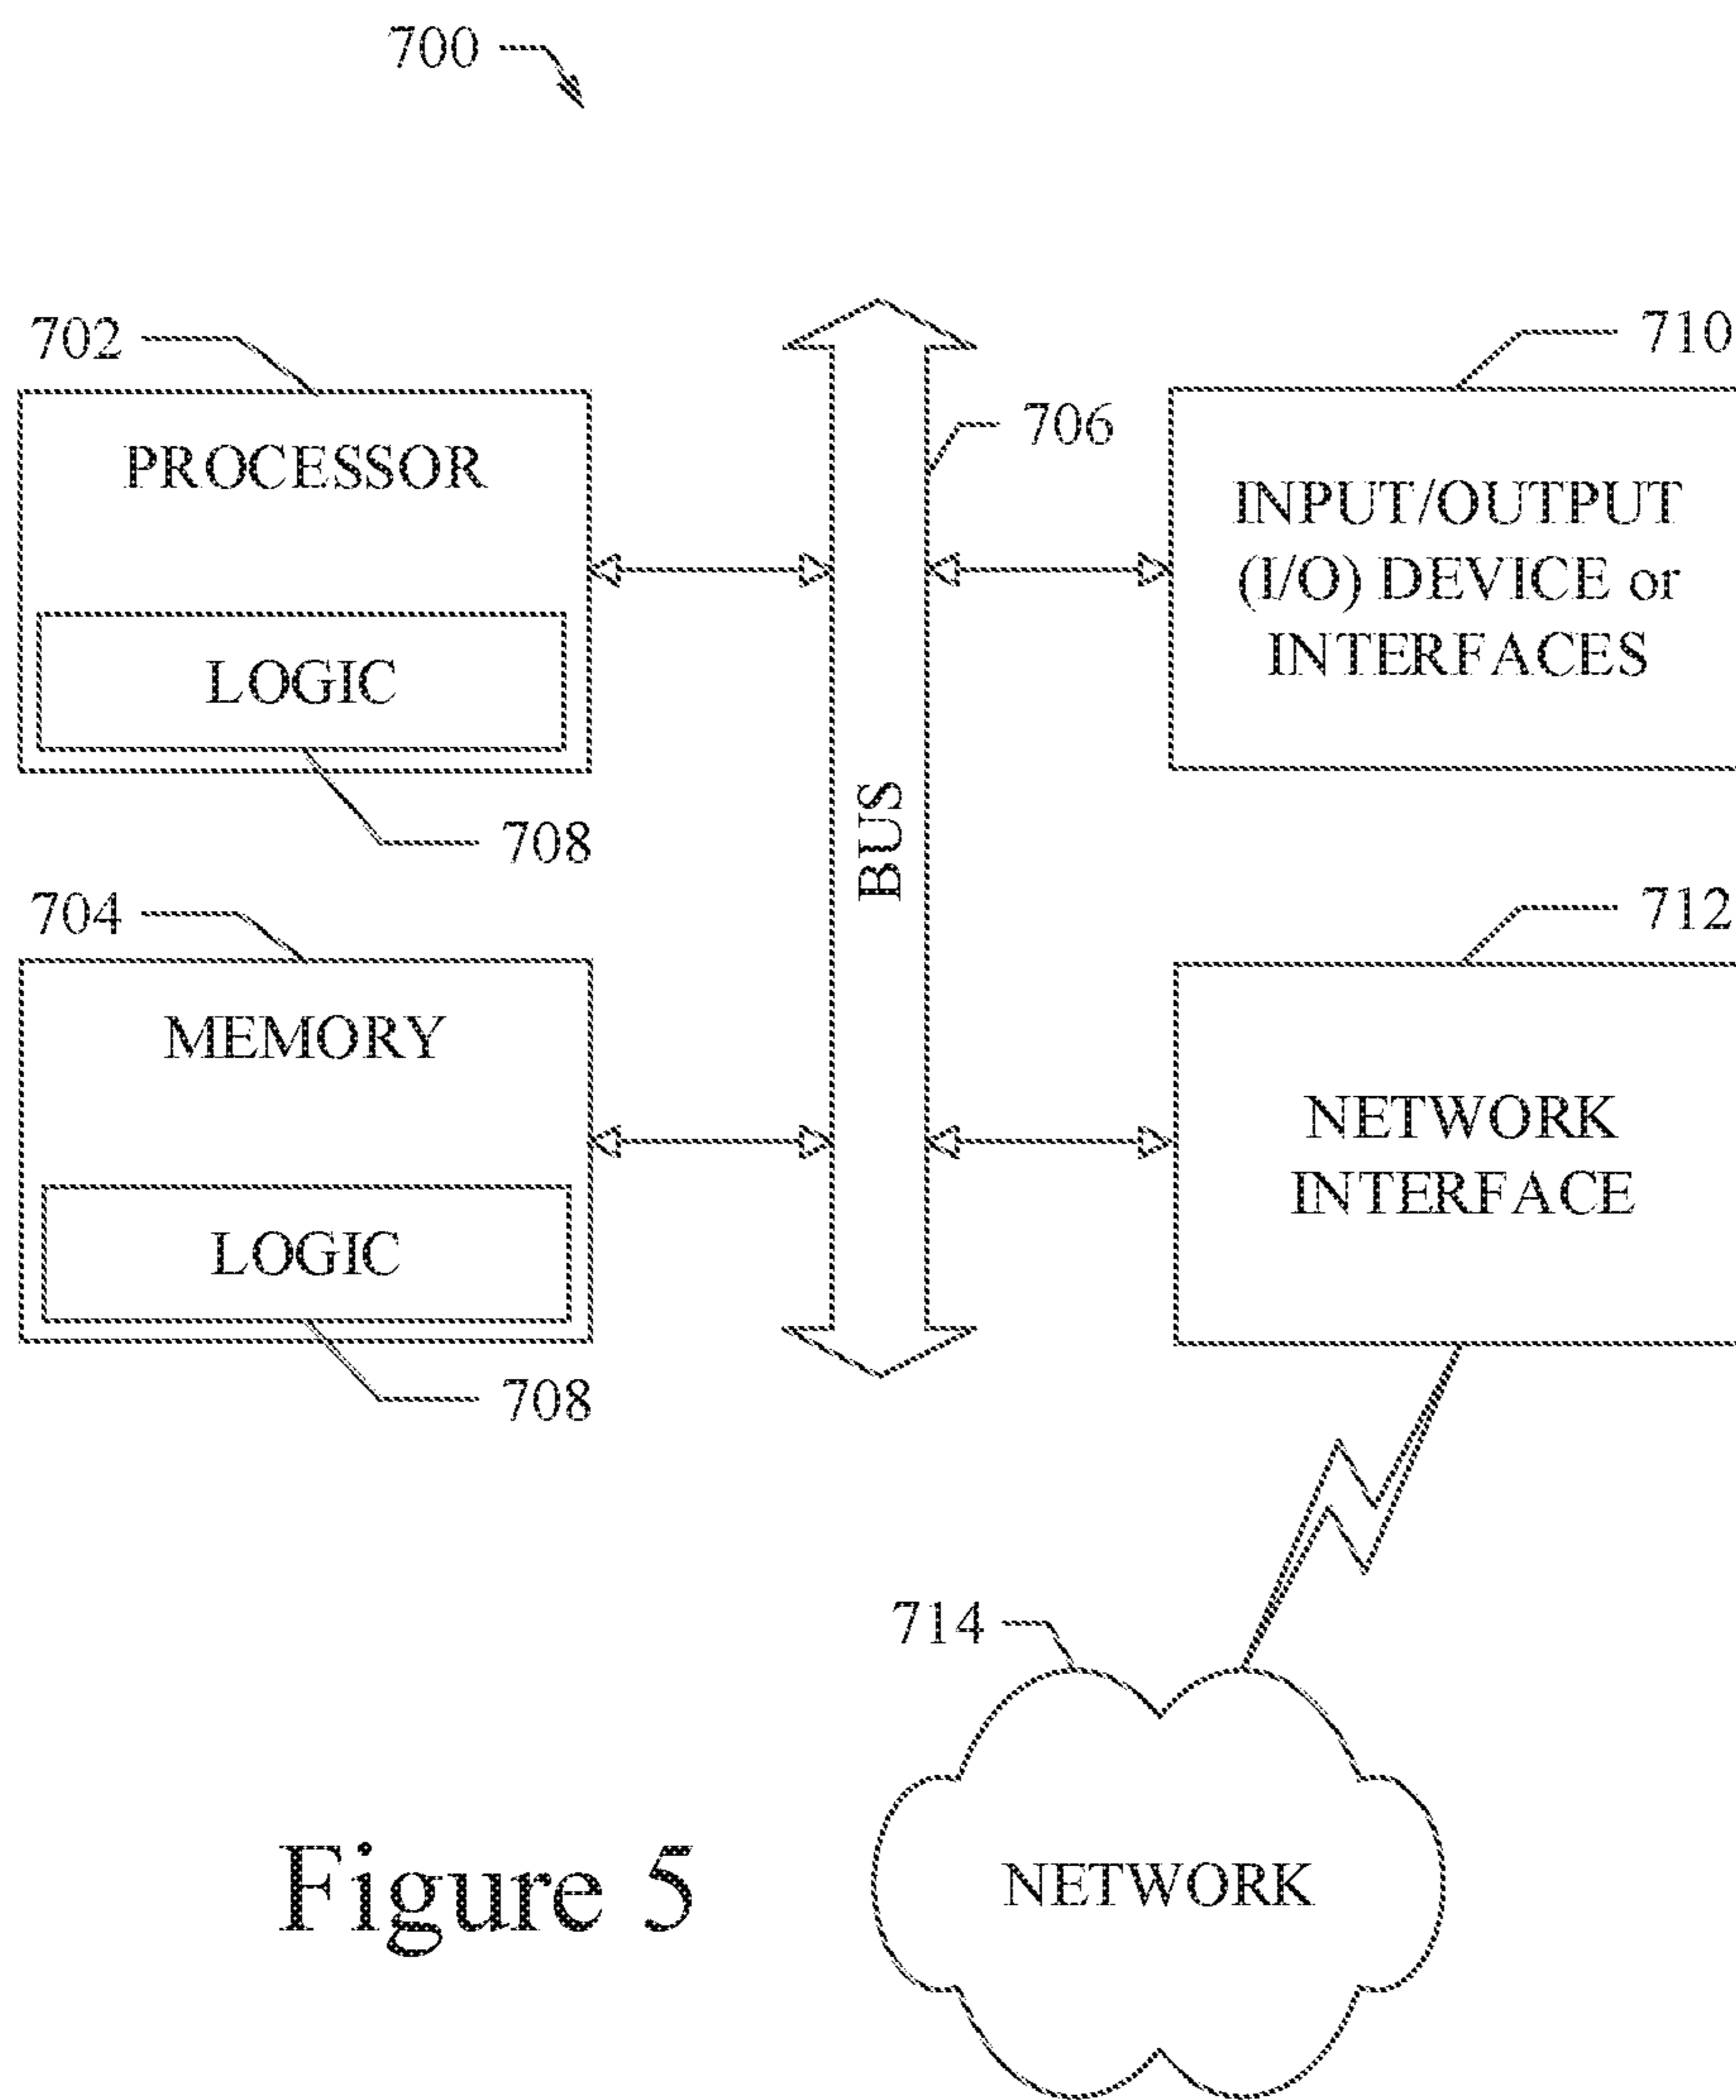 700
702
PROCESSOR
LOGIC
708
704
MEMORY
LOGIC
708
BUS
706
710
INPUT/OUTPUT
(I/O) DEVICE or
INTERFACES
712
NETWORK
INTERFACE
714
NETWORK
Figure 5